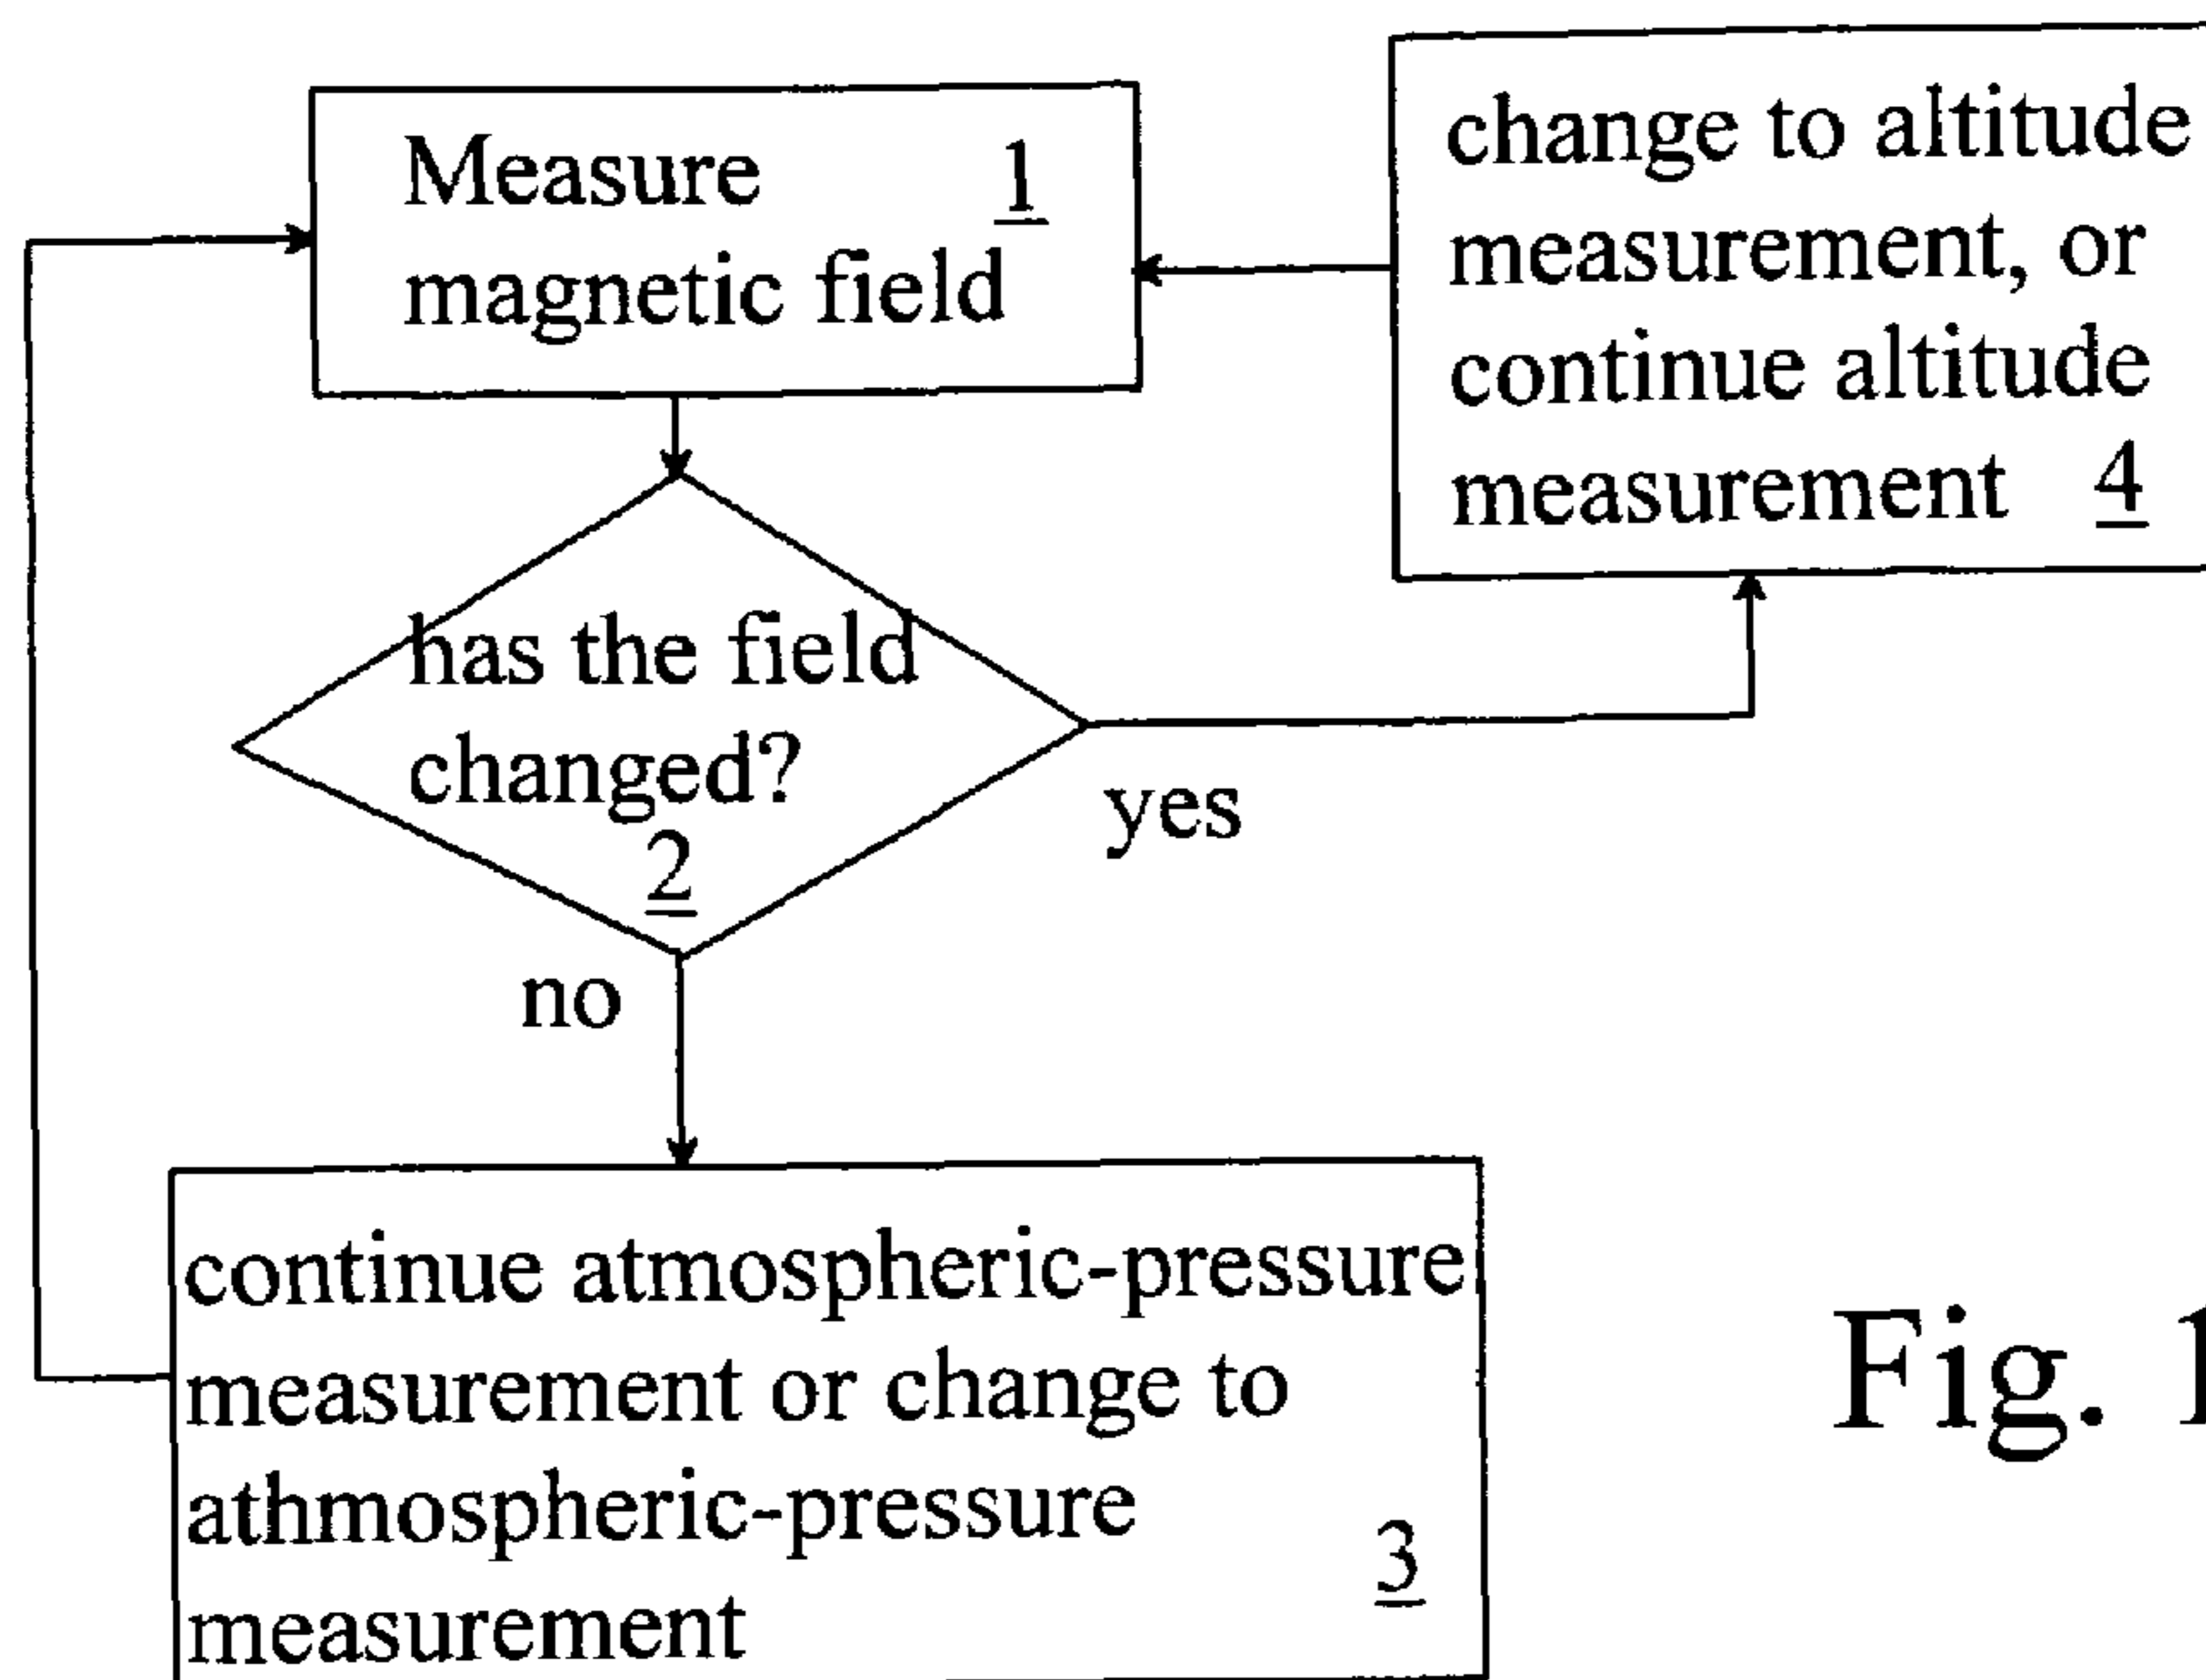 Measure 1
magnetic field
change to altitude
measurement, or
continue altitude
measurement 4
has the field
changed?
2
yes
no
continue atmospheric-pressure
measurement or change to
athmospheric-pressure
measurement 3
Fig. 1